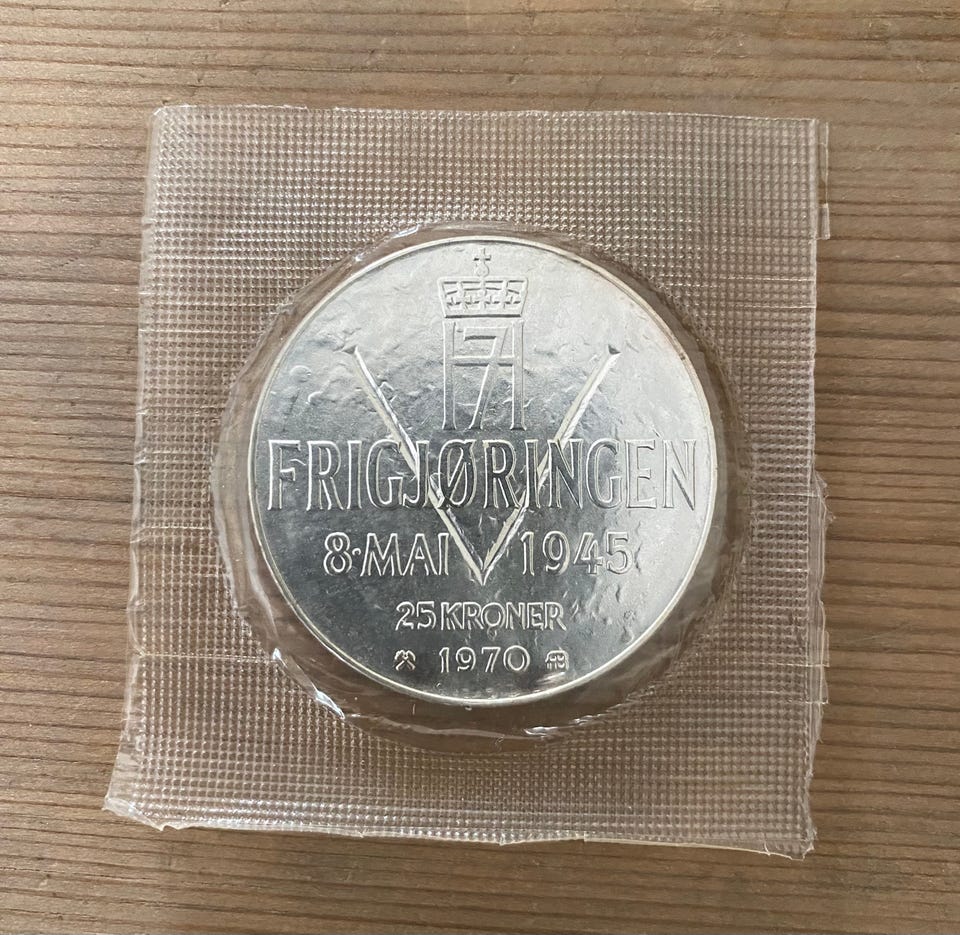 FRIGJØRINGEN
8·MAI 1945
25 KRONER
1970